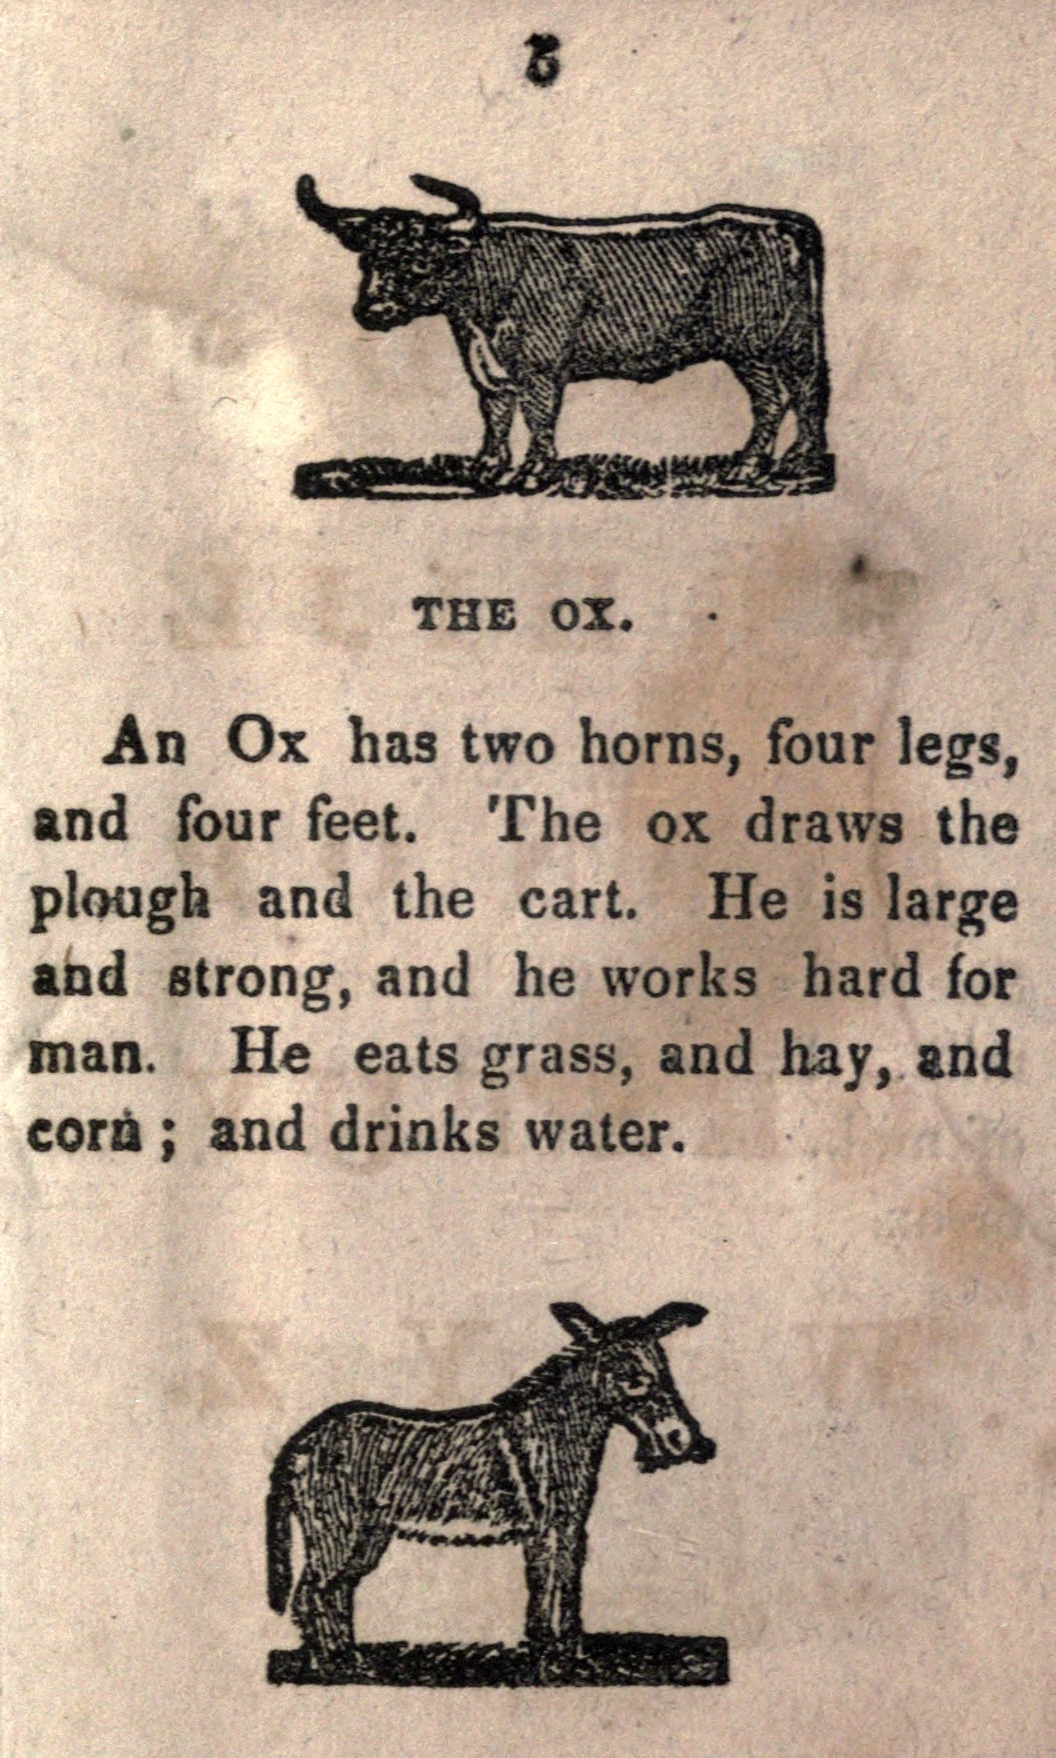 5
THE OX.
An Ox has two horns, four legs,
and four feet. The ox draws the
plough and the cart. He is large
and strong, and he works hard for
man. He eats grass, and hay, and
corn ; and drinks water.